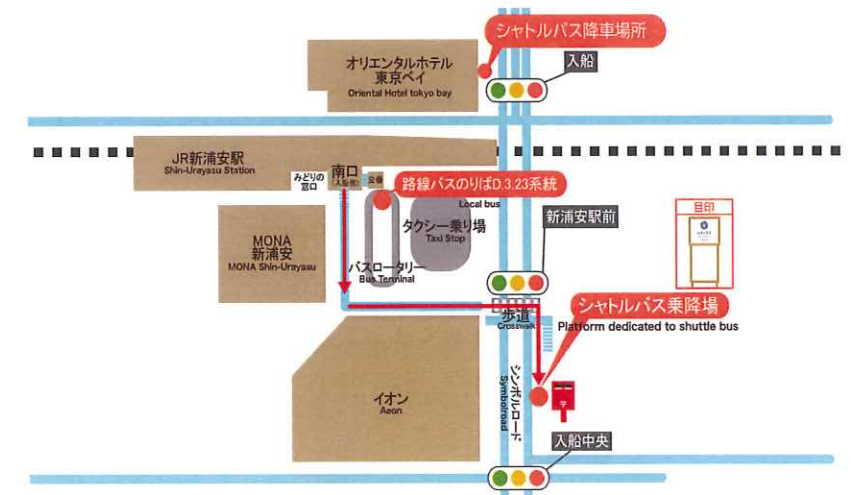 シャトルバス降車場所
入船
オリエンタルホテル
東京ベイ
Oriental Hotel tokyo bay
JR新浦安駅
Shin-Urayasu Station
みどりの
窓口
南口
(入船側)
交番
路線バスのりばD.3.23系統
Local bus
タクシー乗り場
Taxi Stop
新浦安駅前
目印
MONA
新浦安
MONA Shin-Urayasu
バスロータリー
Bus Terminal
シャトルバス乗降場
Platform dedicated to shuttle bus
歩道
Crosswalk
イオン
Aeon
シンボルロード
Symbolroad
〒
入船中央